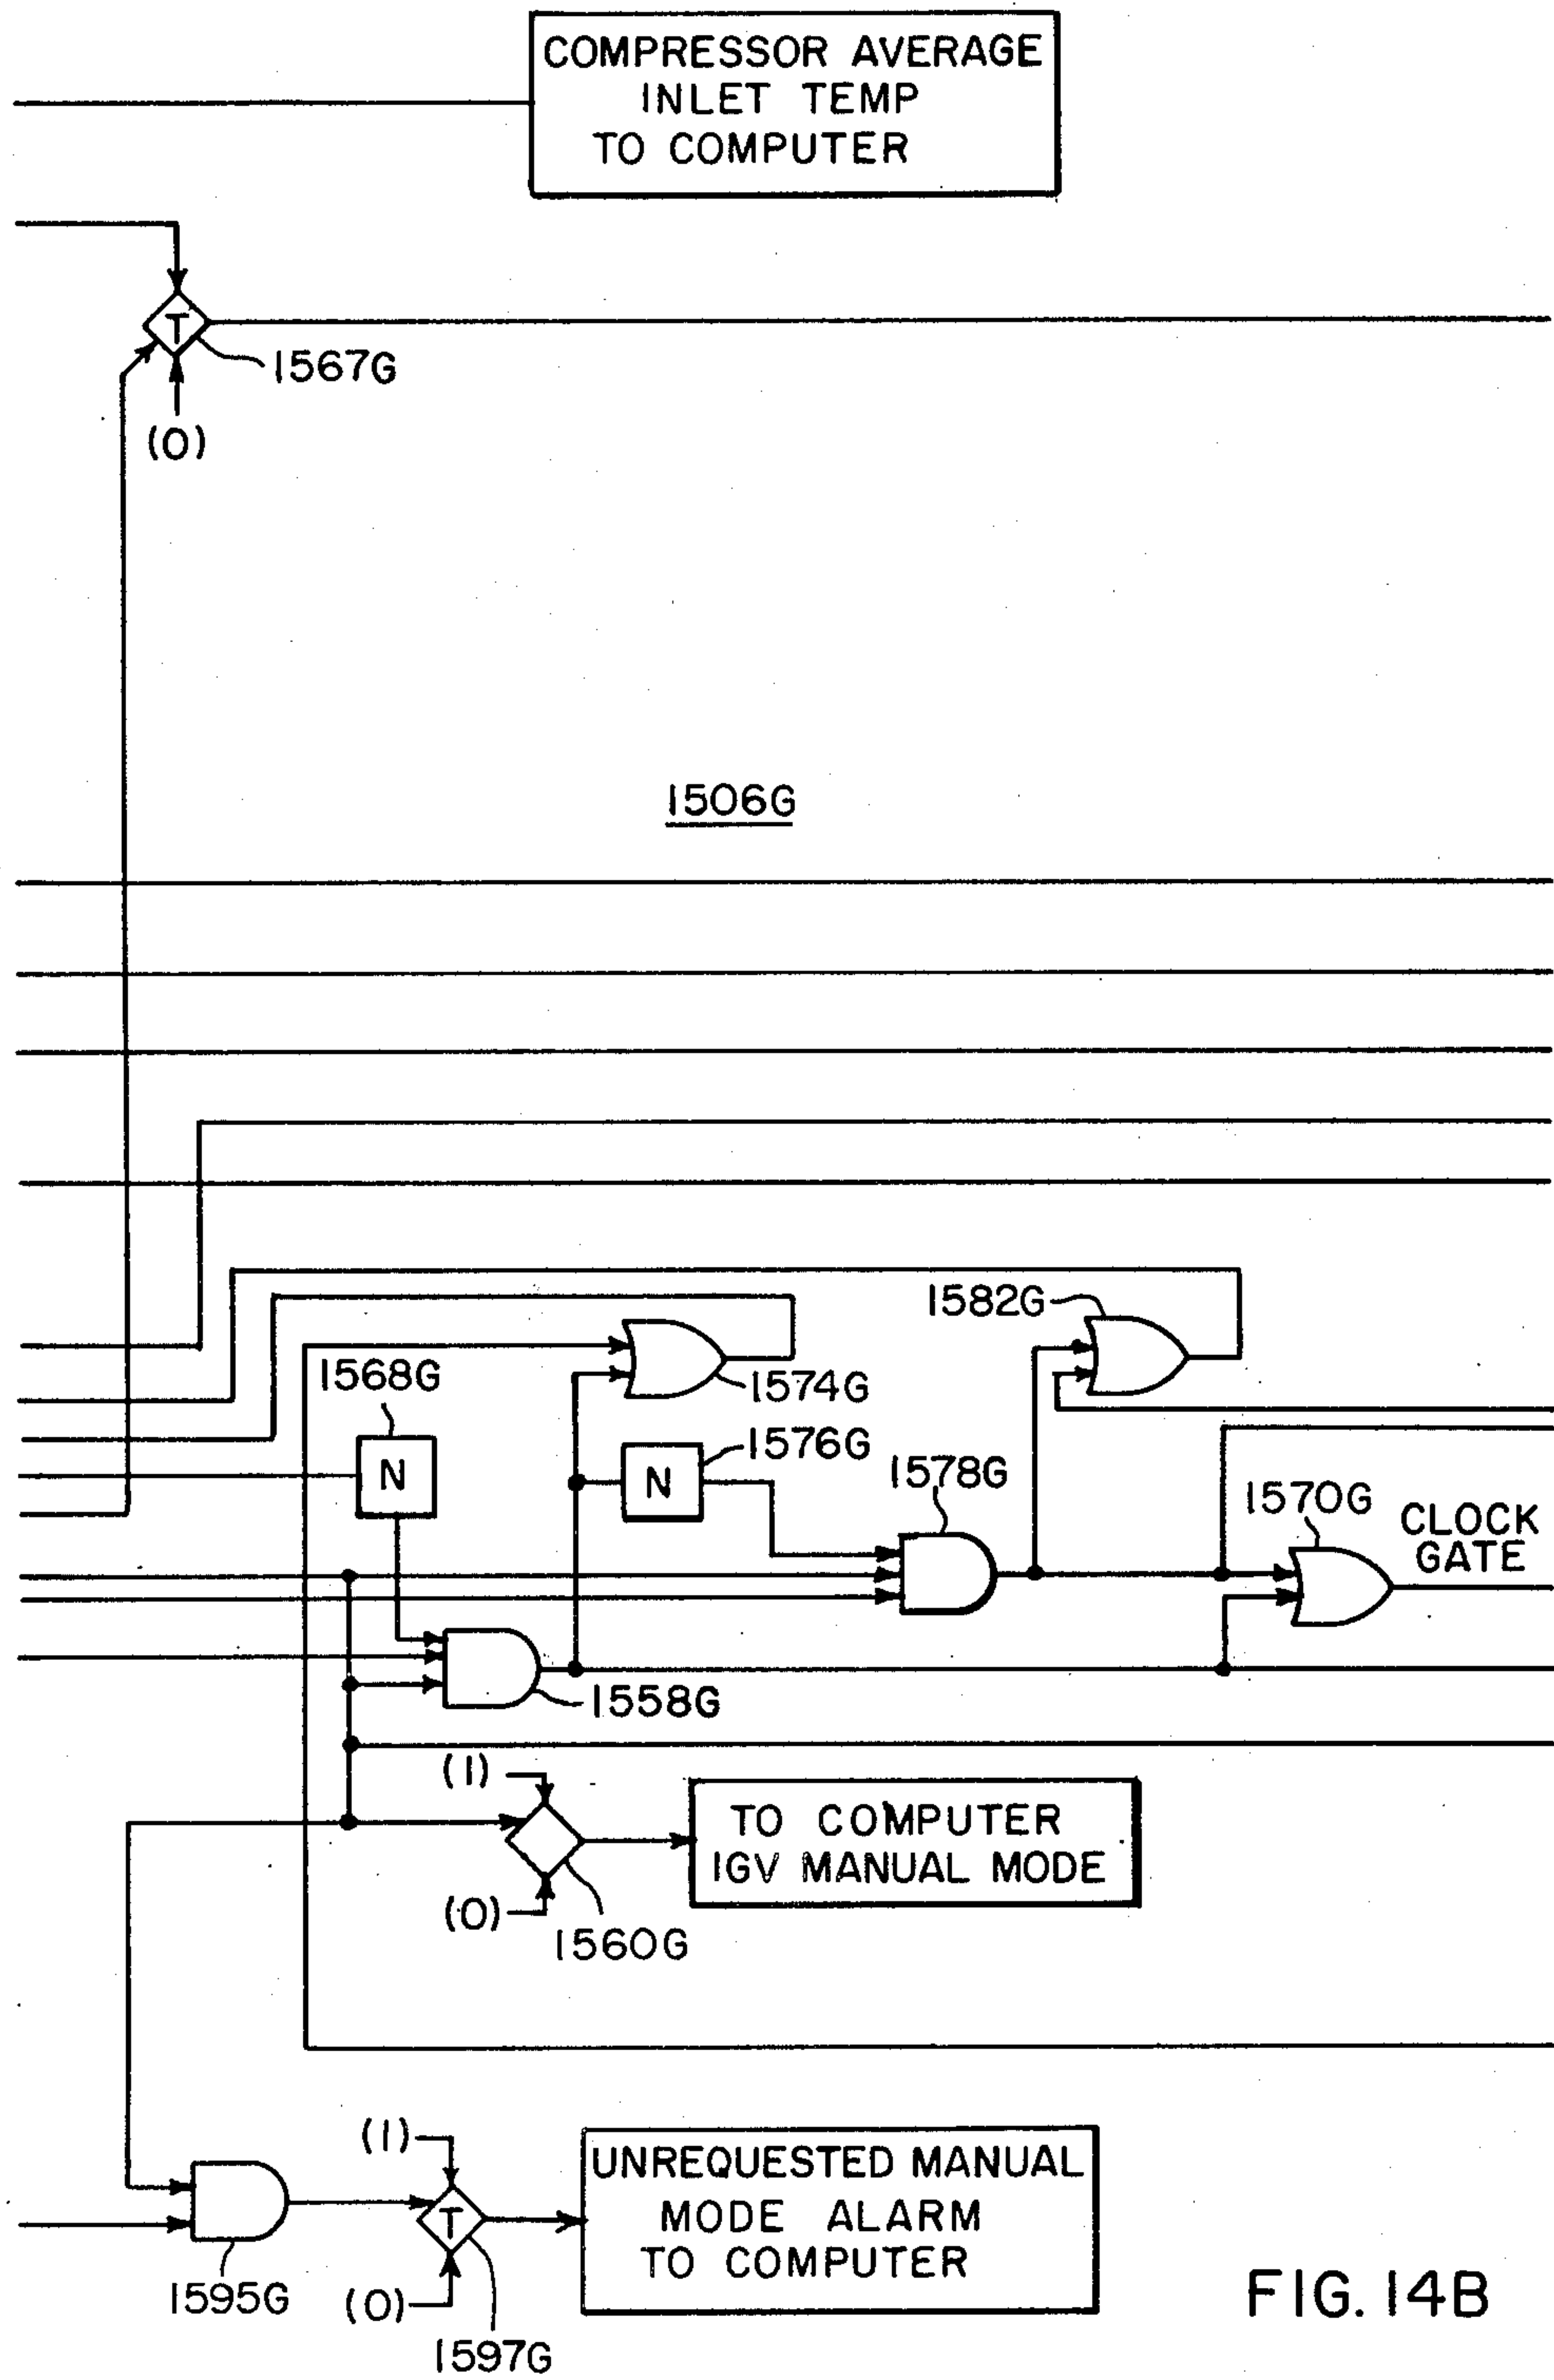 COMPRESSOR AVERAGE
INLET TEMP
TO COMPUTER
T
1567G
(0)
1506G
1582G
1568G
1574G
N
1576G
N
1578G
1570G
CLOCK
GATE
1558G
(1)
TO COMPUTER
IGV MANUAL MODE
(0)
1560G
(1)
UNREQUESTED MANUAL
MODE ALARM
TO COMPUTER
T
1595G
(0)
1597G
FIG. 14B